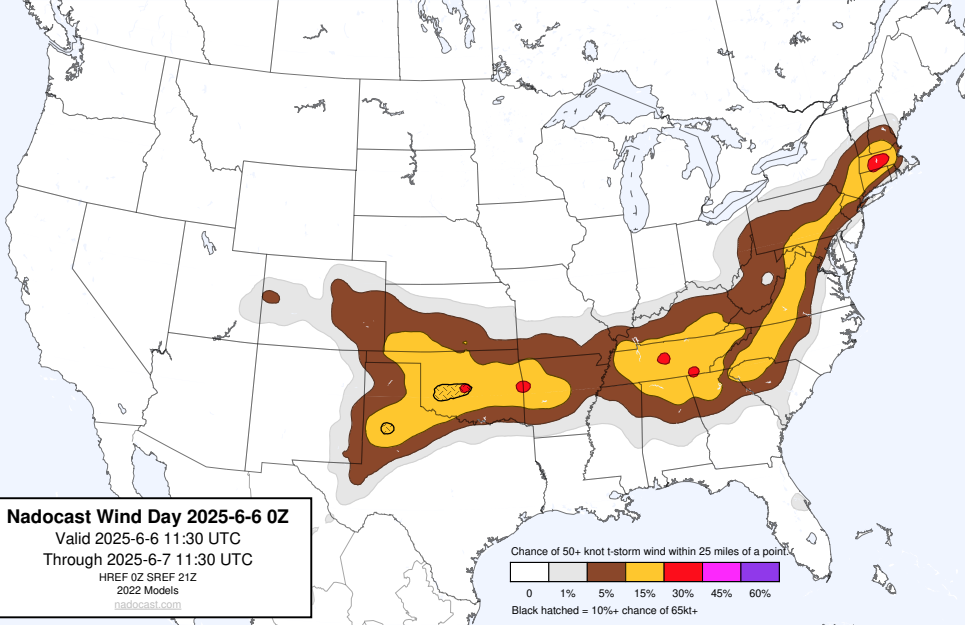 Nadocast Wind Day 2025-6-6 0Z
Valid 2025-6-6 11:30 UTC
Through 2025-6-7 11:30 UTC
HREF 0Z SREF 21Z
2022 Models
nadocast.com
Chance of 50+ knot t-storm wind within 25 miles of a point.
0 1% 5% 15% 30% 45% 60%
Black hatched = 10%+ chance of 65kt+